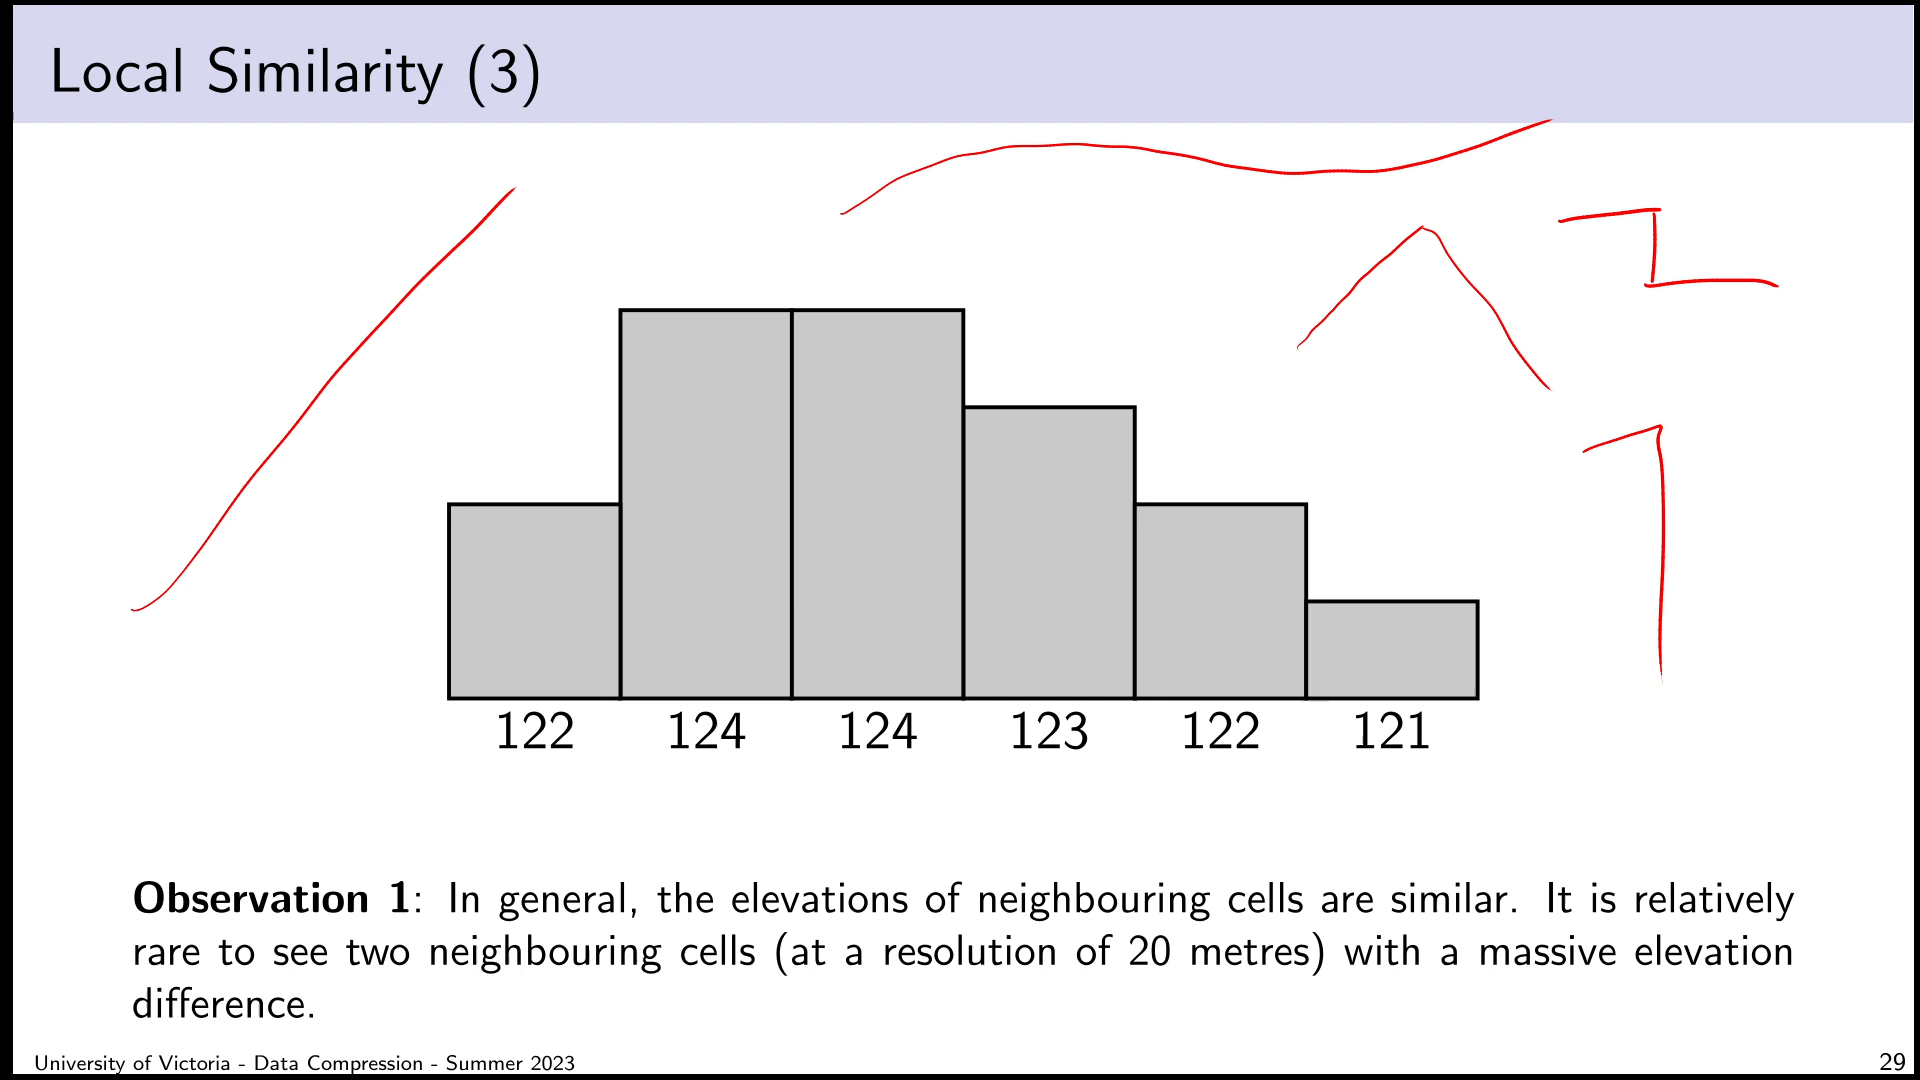 Local Similarity (3)
122 124 124 123 122 121
Observation 1: In general, the elevations of neighbouring cells are similar. It is relatively
rare to see two neighbouring cells (at a resolution of 20 metres) with a massive elevation
difference.
University of Victoria - Data Compression - Summer 2023 29